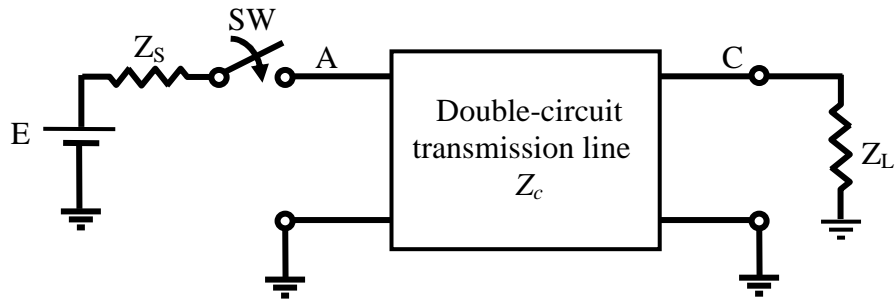 SW
Z_S
A
C
E
Double-circuit
transmission line
Z_c
Z_L